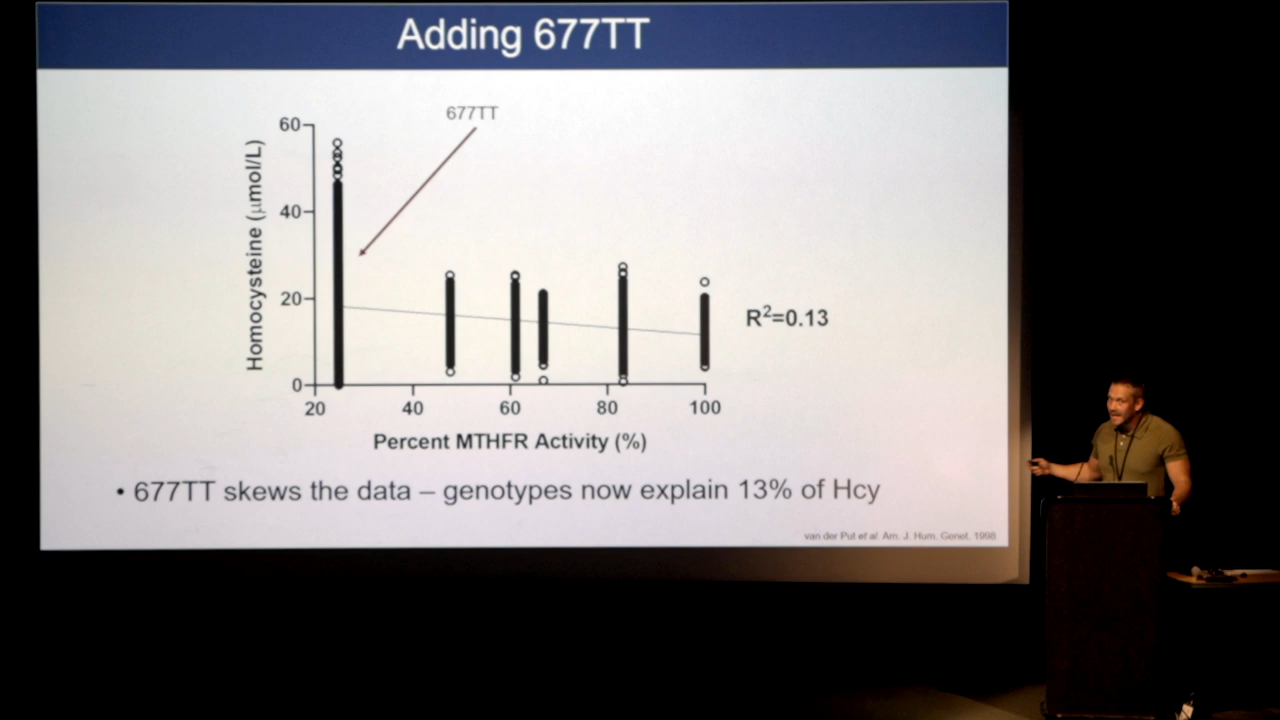 Adding 677TT
677TT
60
40
20
0
Homocysteine (μmol/L)
20 40 60 80 100
Percent MTHFR Activity (%)
R²=0.13
• 677TT skews the data – genotypes now explain 13% of Hcy
van der Put et al. Am. J. Hum. Genet. 1998